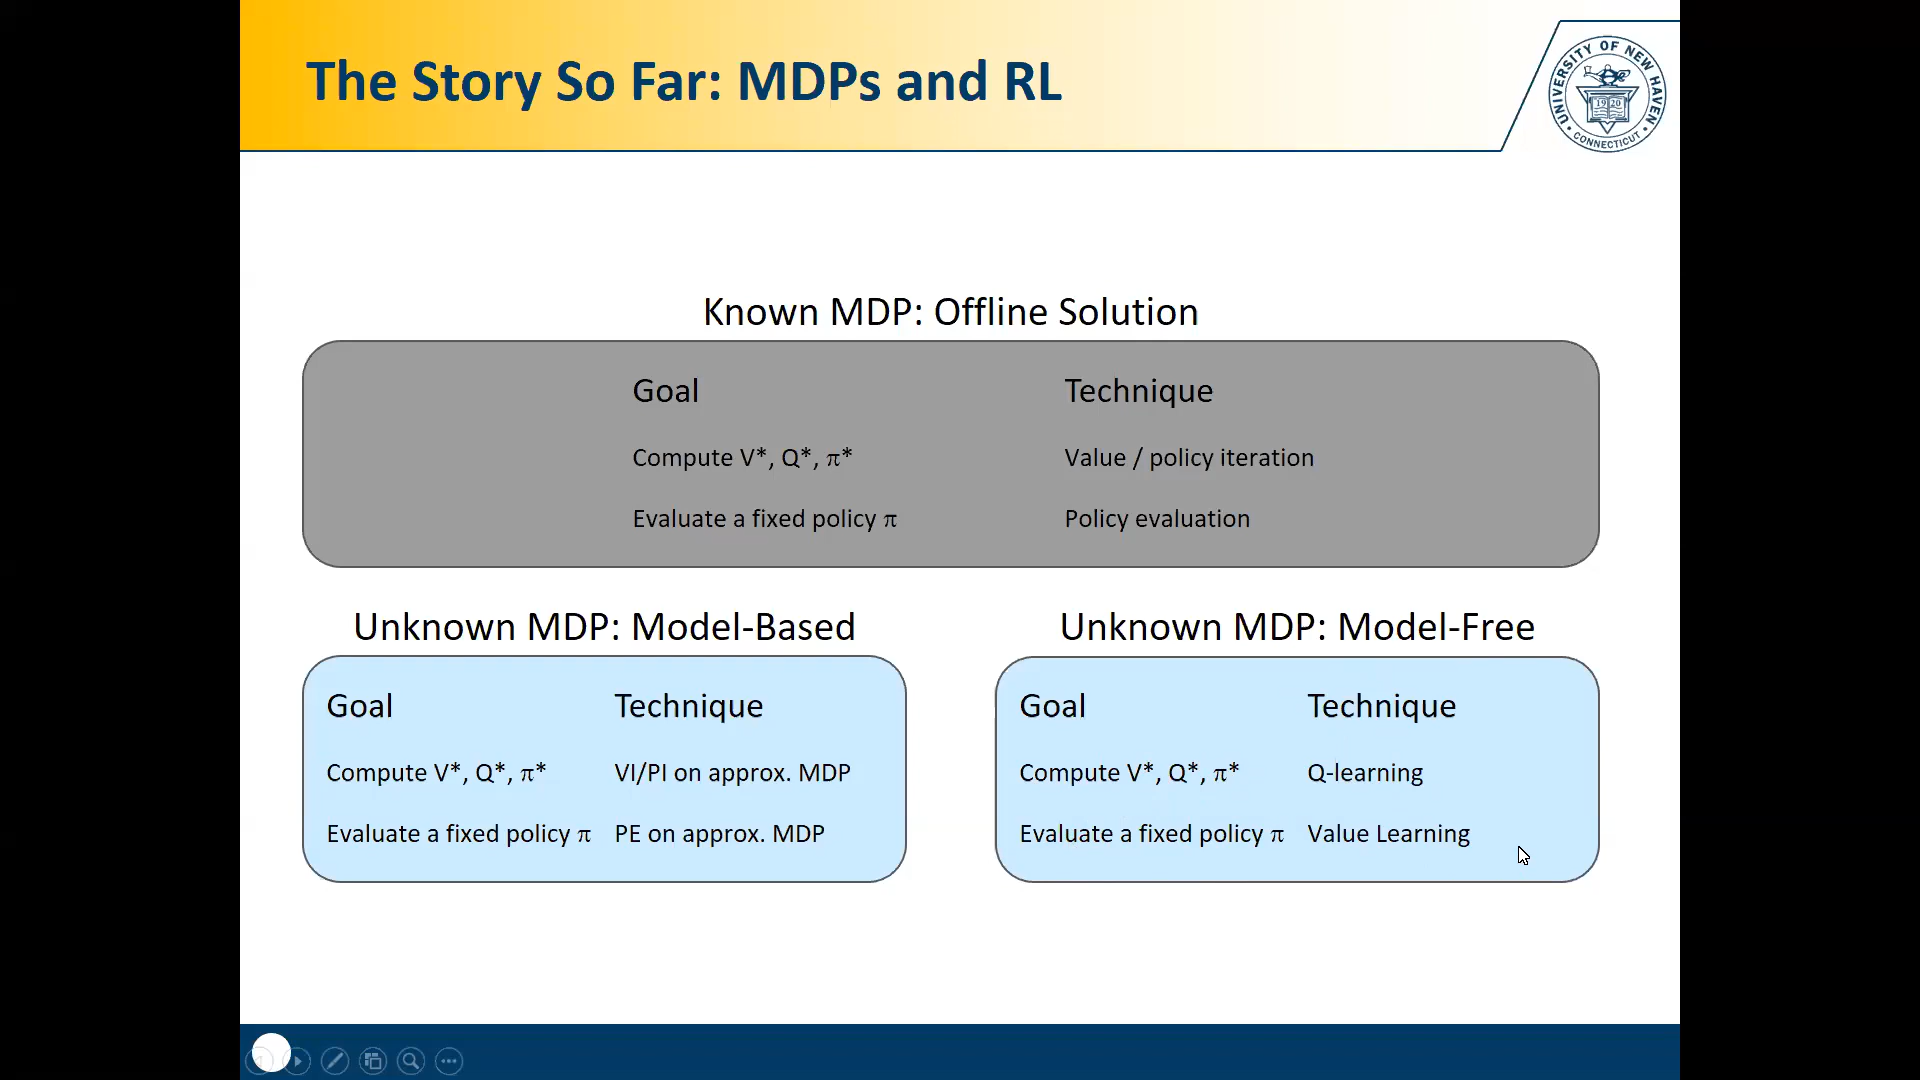 The Story So Far: MDPs and RL
UNIVERSITY OF NEW HAVEN
1920
CONNECTICUT
Known MDP: Offline Solution
Goal Technique
Compute V*, Q*, π* Value / policy iteration
Evaluate a fixed policy π Policy evaluation
Unknown MDP: Model-Based
Goal Technique
Compute V*, Q*, π* VI/PI on approx. MDP
Evaluate a fixed policy π PE on approx. MDP
Unknown MDP: Model-Free
Goal Technique
Compute V*, Q*, π* Q-learning
Evaluate a fixed policy π Value Learning